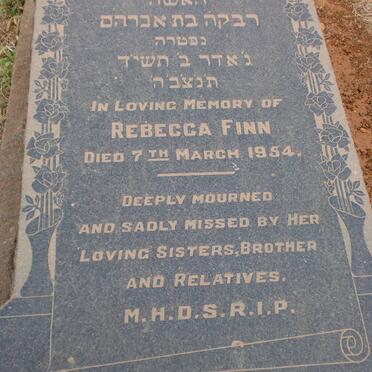 האשה
רבקה בת אברהם
נפטרה
ג׳אדר ב׳ תשי״ד
תנצב״ה
IN LOVING MEMORY OF
REBECCA FINN
DIED 7TH MARCH 1954.
DEEPLY MOURNED
AND SADLY MISSED BY HER
LOVING SISTERS, BROTHER
AND RELATIVES.
M.H.D.S.R.I.P.